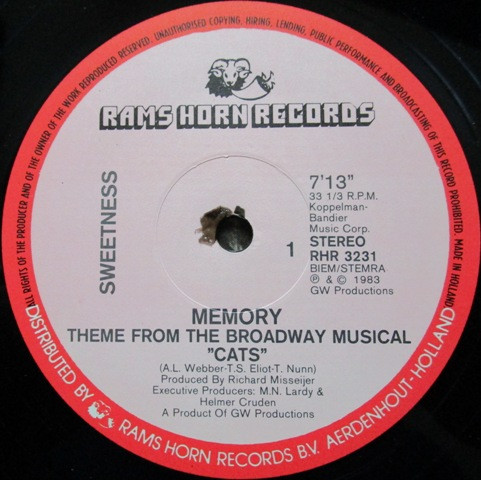 ALL RIGHTS OF THE PRODUCER AND OF THE OWNER OF THE WORK REPRODUCED RESERVED. UNAUTHORISED COPYING, HIRING, LENDING, PUBLIC PERFORMANCE AND BROADCASTING OF THIS RECORD PROHIBITED. MADE IN HOLLAND
RAMS HORN RECORDS
SWEETNESS
7'13"
33 1/3 R.P.M.
Koppelman-
Bandier
Music Corp.
1
STEREO
RHR 3231
BIEM/STEMRA
℗ & © 1983
GW Productions
MEMORY
THEME FROM THE BROADWAY MUSICAL
"CATS"
(A.L. Webber-T.S. Eliot-T. Nunn)
Produced By Richard Misseijer
Executive Producers: M.N. Lardy &
Helmer Cruden
A Product Of GW Productions
DISTRIBUTED BY RAMS HORN RECORDS B.V. AERDENHOUT-HOLLAND